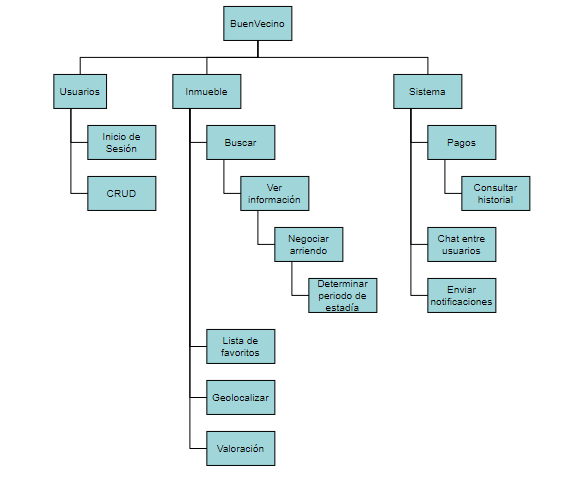 BuenVecino
Usuarios
Inmueble
Sistema
Inicio de
Sesión
CRUD
Buscar
Ver
información
Negociar
arriendo
Determinar
periodo de
estadía
Lista de
favoritos
Geolocalizar
Valoración
Pagos
Consultar
historial
Chat entre
usuarios
Enviar
notificaciones